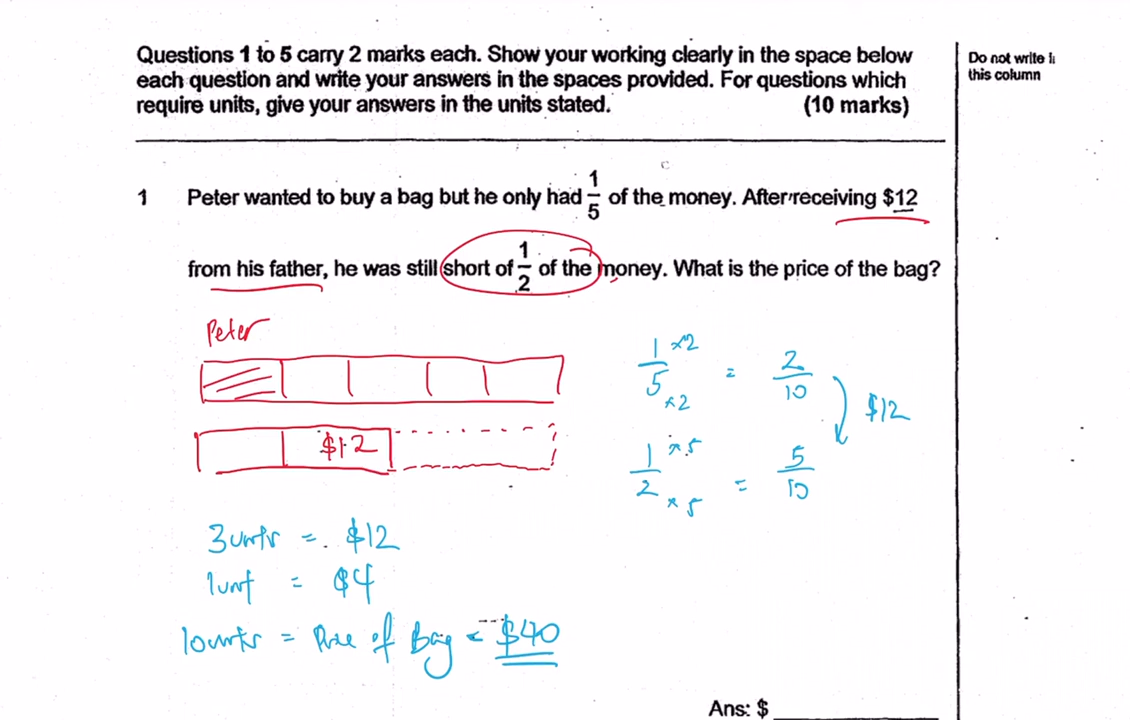 Questions 1 to 5 carry 2 marks each. Show your working clearly in the space below
each question and write your answers in the spaces provided. For questions which
require units, give your answers in the units stated. (10 marks)
Do not write i
this column
1 Peter wanted to buy a bag but he only had 1/5 of the money. After receiving $12
from his father, he was still short of 1/2 of the money. What is the price of the bag?
Peter
$12
1/5 ×2 ×2 = 2/10
$12
1/2 ×5 ×5 = 5/10
3 units = $12
1 unit = $4
10 units = Price of Bag = $40
Ans: $